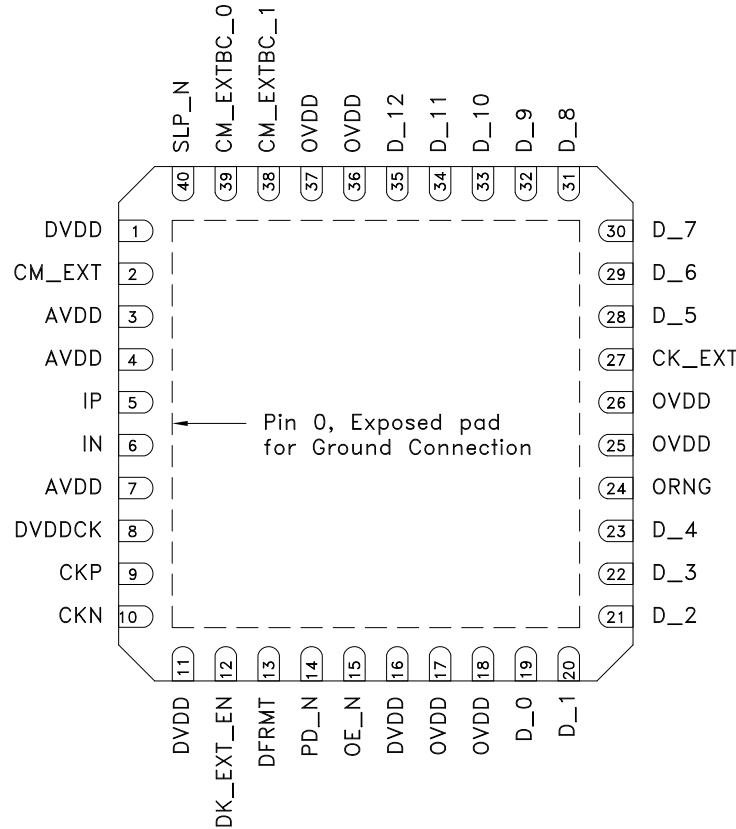 SLP_N
CM_EXTBC_0
CM_EXTBC_1
OVDD
OVDD
D_12
D_11
D_10
D_9
D_8
40
39
38
37
36
35
34
33
32
31
DVDD 1
CM_EXT 2
AVDD 3
AVDD 4
IP 5
IN 6
AVDD 7
DVDDCK 8
CKP 9
CKN 10
Pin 0, Exposed pad
for Ground Connection
30 D_7
29 D_6
28 D_5
27 CK_EXT
26 OVDD
25 OVDD
24 ORNG
23 D_4
22 D_3
21 D_2
11
12
13
14
15
16
17
18
19
20
DVDD
DK_EXT_EN
DFRMT
PD_N
OE_N
DVDD
OVDD
OVDD
D_0
D_1